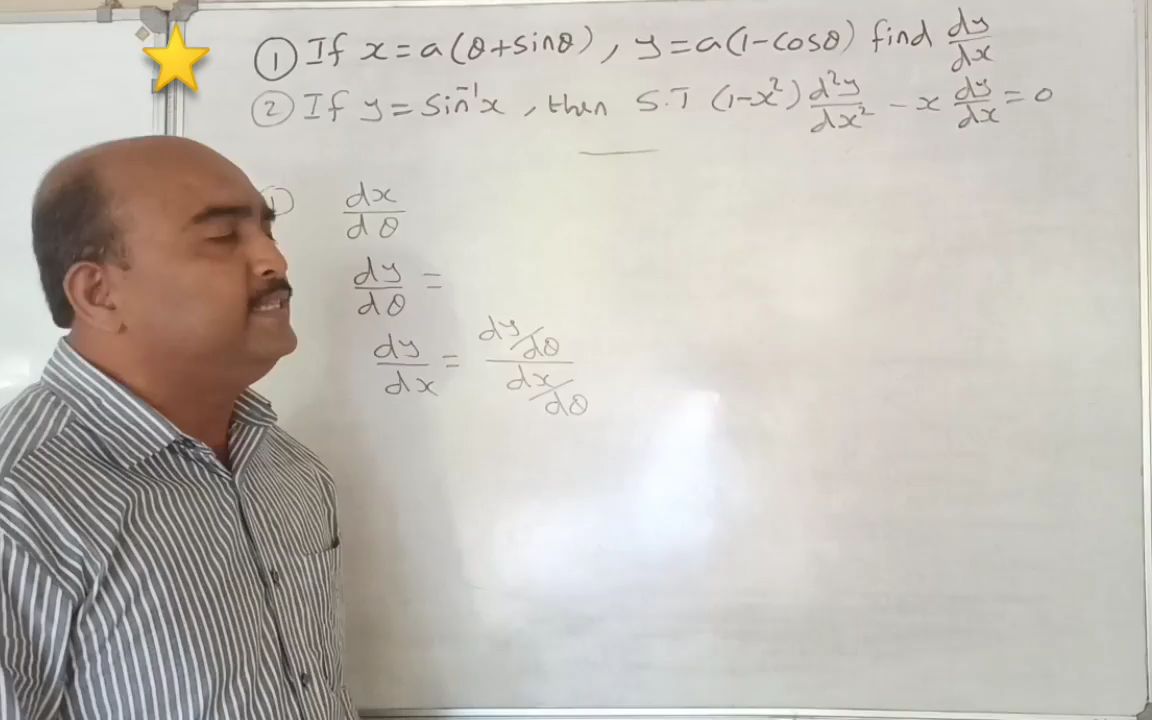 ① If x = a(θ+sinθ), y = a(1-cosθ) find dy/dx
② If y = Sin⁻¹x, then S.T (1-x²) d²y/dx² - x dy/dx = 0
① dx/dθ
dy/dθ =
dy/dx = (dy/dθ)/(dx/dθ)